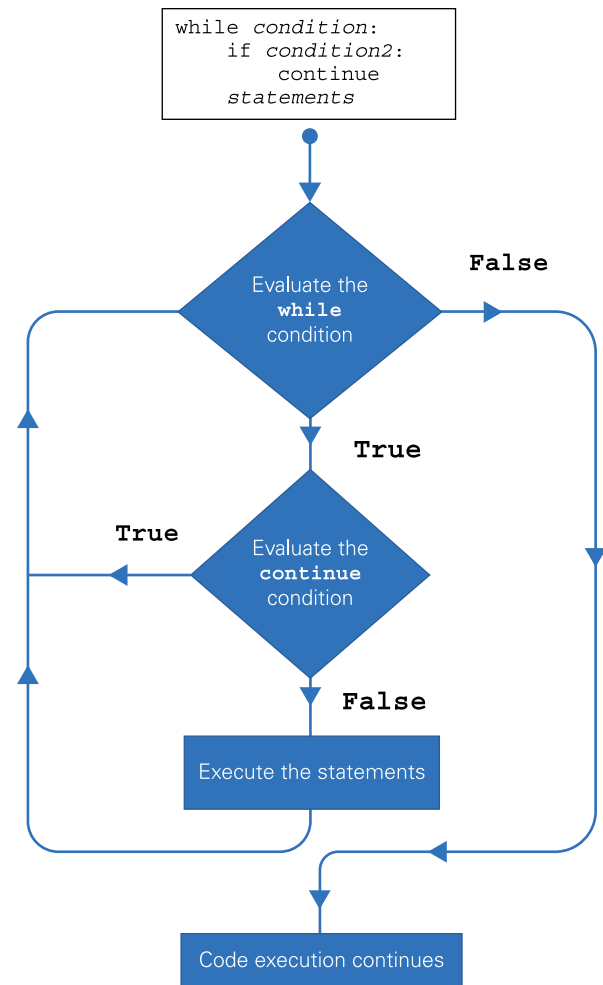 while condition:
    if condition2:
        continue
    statements
Evaluate the
while
condition
False
True
True
Evaluate the
continue
condition
False
Execute the statements
Code execution continues